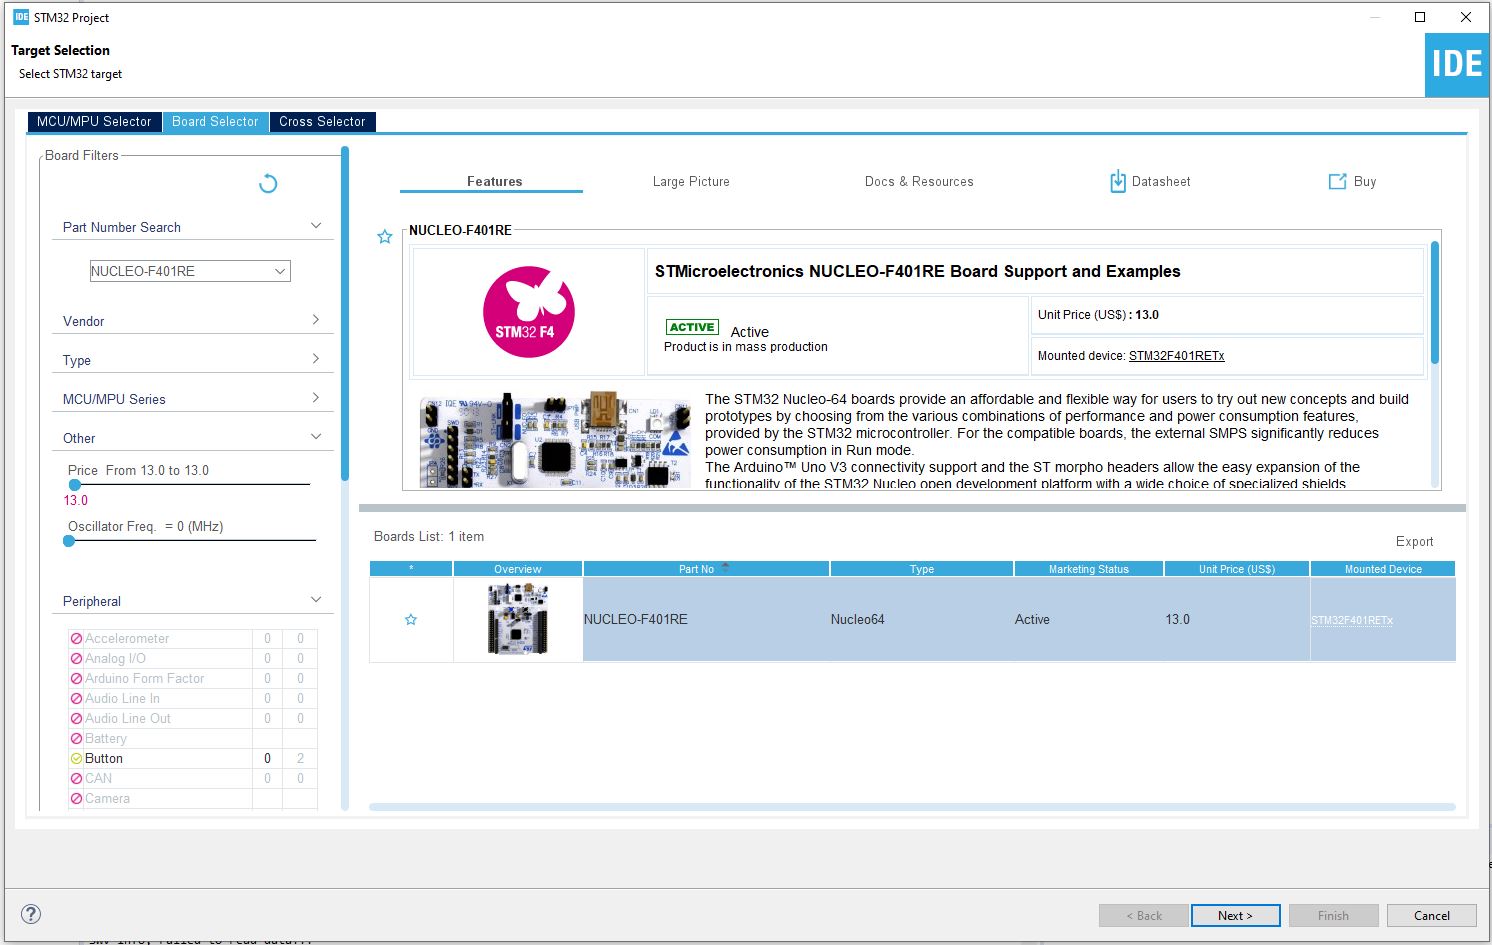 IDE STM32 Project
Target Selection
Select STM32 target
IDE
MCU/MPU Selector Board Selector Cross Selector
Board Filters
Part Number Search
NUCLEO-F401RE
Vendor
Type
MCU/MPU Series
Other
Price From 13.0 to 13.0
13.0
Oscillator Freq. = 0 (MHz)
Peripheral
Accelerometer 0 0
Analog I/O 0 0
Arduino Form Factor 0 0
Audio Line In 0 0
Audio Line Out 0 0
Battery
Button 0 2
CAN 0 0
Camera
Features Large Picture Docs & Resources Datasheet Buy
NUCLEO-F401RE
STM32 F4
STMicroelectronics NUCLEO-F401RE Board Support and Examples
ACTIVE Active
Product is in mass production
Unit Price (US$) : 13.0
Mounted device: STM32F401RETx
The STM32 Nucleo-64 boards provide an affordable and flexible way for users to try out new concepts and build
prototypes by choosing from the various combinations of performance and power consumption features,
provided by the STM32 microcontroller. For the compatible boards, the external SMPS significantly reduces
power consumption in Run mode.
The Arduino™ Uno V3 connectivity support and the ST morpho headers allow the easy expansion of the
functionality of the STM32 Nucleo open development platform with a wide choice of specialized shields
Boards List: 1 item
Export
* Overview Part No Type Marketing Status Unit Price (US$) Mounted Device
NUCLEO-F401RE Nucleo64 Active 13.0 STM32F401RETx
?
< Back Next > Finish Cancel